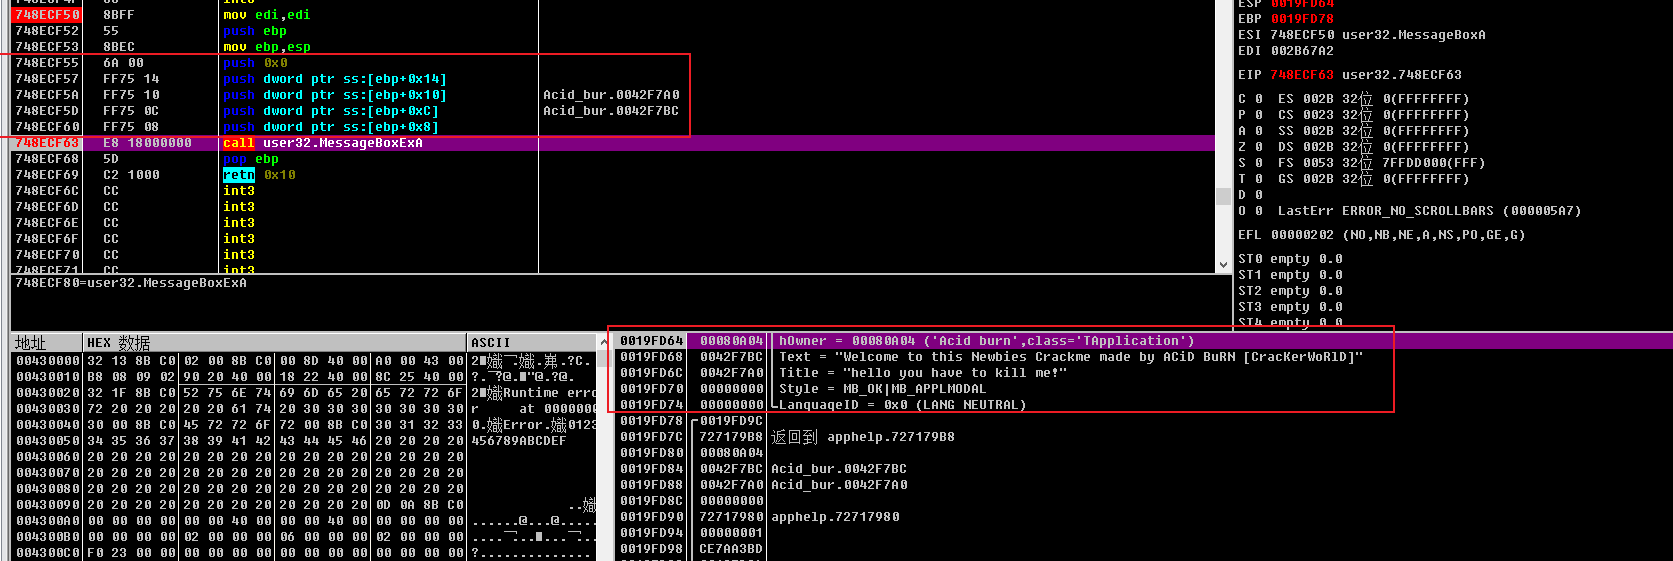 748ECF50 8BFF mov edi,edi
748ECF52 55 push ebp
748ECF53 8BEC mov ebp,esp
748ECF55 6A 00 push 0x0
748ECF57 FF75 14 push dword ptr ss:[ebp+0x14]
748ECF5A FF75 10 push dword ptr ss:[ebp+0x10] Acid_bur.0042F7A0
748ECF5D FF75 0C push dword ptr ss:[ebp+0xC] Acid_bur.0042F7BC
748ECF60 FF75 08 push dword ptr ss:[ebp+0x8]
748ECF63 E8 18000000 call user32.MessageBoxExA
748ECF68 5D pop ebp
748ECF69 C2 1000 retn 0x10
748ECF6C CC int3
748ECF6D CC int3
748ECF6E CC int3
748ECF6F CC int3
748ECF70 CC int3
748ECF71 CC int3
748ECF80=user32.MessageBoxExA
ESP 0019FD64
EBP 0019FD78
ESI 748ECF50 user32.MessageBoxA
EDI 002B67A2
EIP 748ECF63 user32.748ECF63
C 0 ES 002B 32位 0(FFFFFFFF)
P 0 CS 0023 32位 0(FFFFFFFF)
A 0 SS 002B 32位 0(FFFFFFFF)
Z 0 DS 002B 32位 0(FFFFFFFF)
S 0 FS 0053 32位 7FFDD000(FFF)
T 0 GS 002B 32位 0(FFFFFFFF)
D 0
O 0 LastErr ERROR_NO_SCROLLBARS (000005A7)
EFL 00000202 (NO,NB,NE,A,NS,PO,GE,G)
ST0 empty 0.0
ST1 empty 0.0
ST2 empty 0.0
ST3 empty 0.0
ST4 empty 0.0
地址 HEX 数据 ASCII
00430000 32 13 8B C0 02 00 8B C0 00 8D 40 00 A0 00 43 00
00430010 B8 08 09 02 90 20 40 00 18 22 40 00 8C 25 40 00
00430020 32 1F 8B C0 52 75 6E 74 69 6D 65 20 65 72 72 6F
00430030 72 20 20 20 20 20 61 74 20 30 30 30 30 30 30 30 r at 0000000
00430040 30 00 8B C0 45 72 72 6F 72 00 8B C0 30 31 32 33
00430050 34 35 36 37 38 39 41 42 43 44 45 46 20 20 20 20 456789ABCDEF
00430060 20 20 20 20 20 20 20 20 20 20 20 20 20 20 20 20
00430070 20 20 20 20 20 20 20 20 20 20 20 20 20 20 20 20
00430080 20 20 20 20 20 20 20 20 20 20 20 20 20 20 20 20
00430090 20 20 20 20 20 20 20 20 20 20 20 20 0D 0A 8B C0
004300A0 00 00 00 00 00 00 40 00 00 00 40 00 00 00 00 00 ......@...@.....
004300B0 00 00 00 00 02 00 00 00 06 00 00 00 02 00 00 00
004300C0 F0 23 00 00 00 00 00 00 00 00 00 00 00 00 00 00
0019FD64 00080A04 hOwner = 00080A04 ('Acid burn',class='TApplication')
0019FD68 0042F7BC Text = "Welcome to this Newbies Crackme made by ACiD BuRN [CracKerWoRlD]"
0019FD6C 0042F7A0 Title = "hello you have to kill me!"
0019FD70 00000000 Style = MB_OK|MB_APPLMODAL
0019FD74 00000000 LanguageID = 0x0 (LANG_NEUTRAL)
0019FD78 0019FD9C
0019FD7C 727179B8 返回到 apphelp.727179B8
0019FD80 00080A04
0019FD84 0042F7BC Acid_bur.0042F7BC
0019FD88 0042F7A0 Acid_bur.0042F7A0
0019FD8C 00000000
0019FD90 72717980 apphelp.72717980
0019FD94 00000001
0019FD98 CE7AA3BD